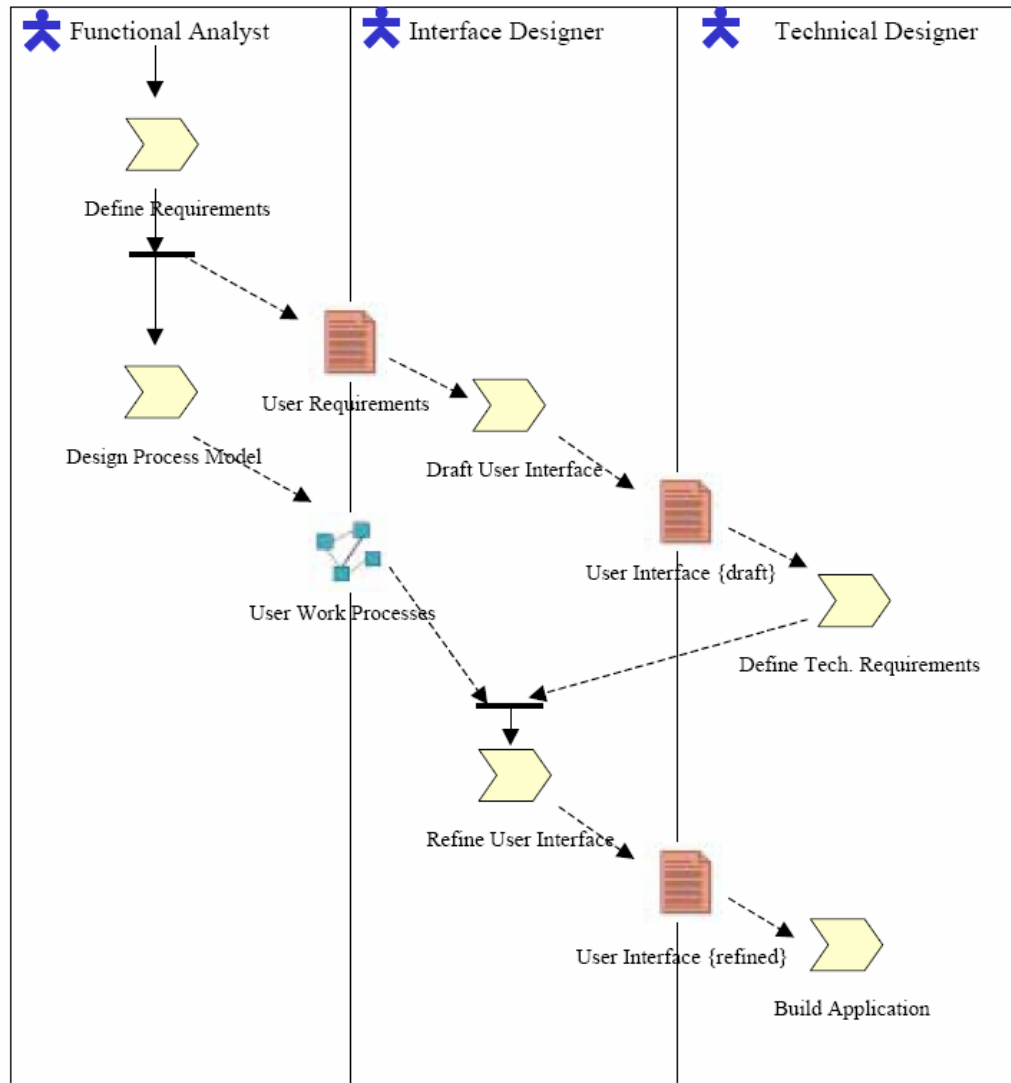 Functional Analyst
Interface Designer
Technical Designer
Define Requirements
User Requirements
Design Process Model
Draft User Interface
User Interface {draft}
User Work Processes
Define Tech. Requirements
Refine User Interface
User Interface {refined}
Build Application